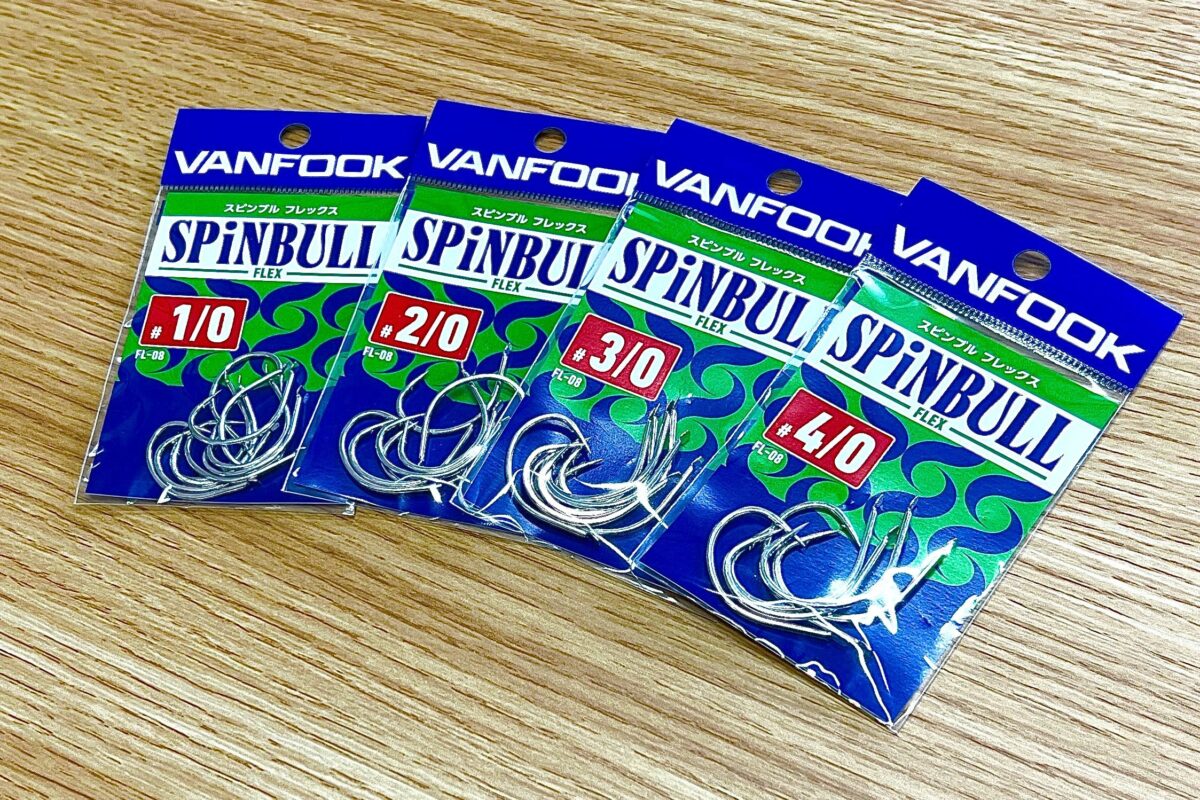 VANFOOK
スピンブル フレックス
SPiNBULL
FLEX
# 1/0
FL-08
VANFOOK
スピンブル フレックス
SPiNBUL
FLEX
# 2/0
FL-08
VANFOOK
スピンブル フレックス
SPiNBUL
FLEX
# 3/0
FL-08
VANFOOK
スピンブル フレックス
SPiNBULL
FLEX
# 4/0
FL-08